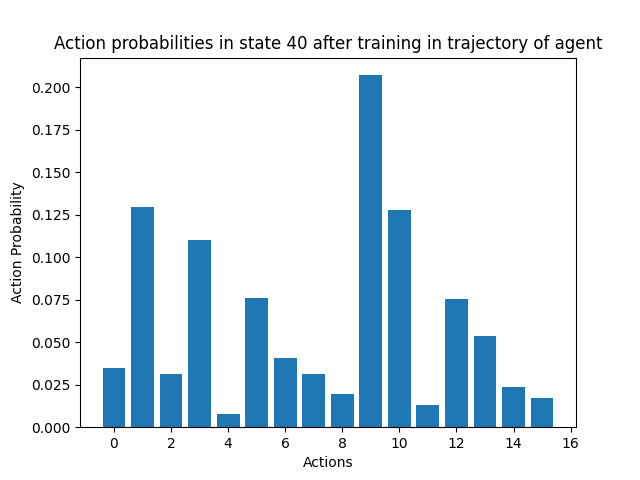 Action probabilities in state 40 after training in trajectory of agent
0.200
0.175
0.150
0.125
0.100
0.075
0.050
0.025
0.000
Action Probability
0 2 4 6 8 10 12 14 16
Actions